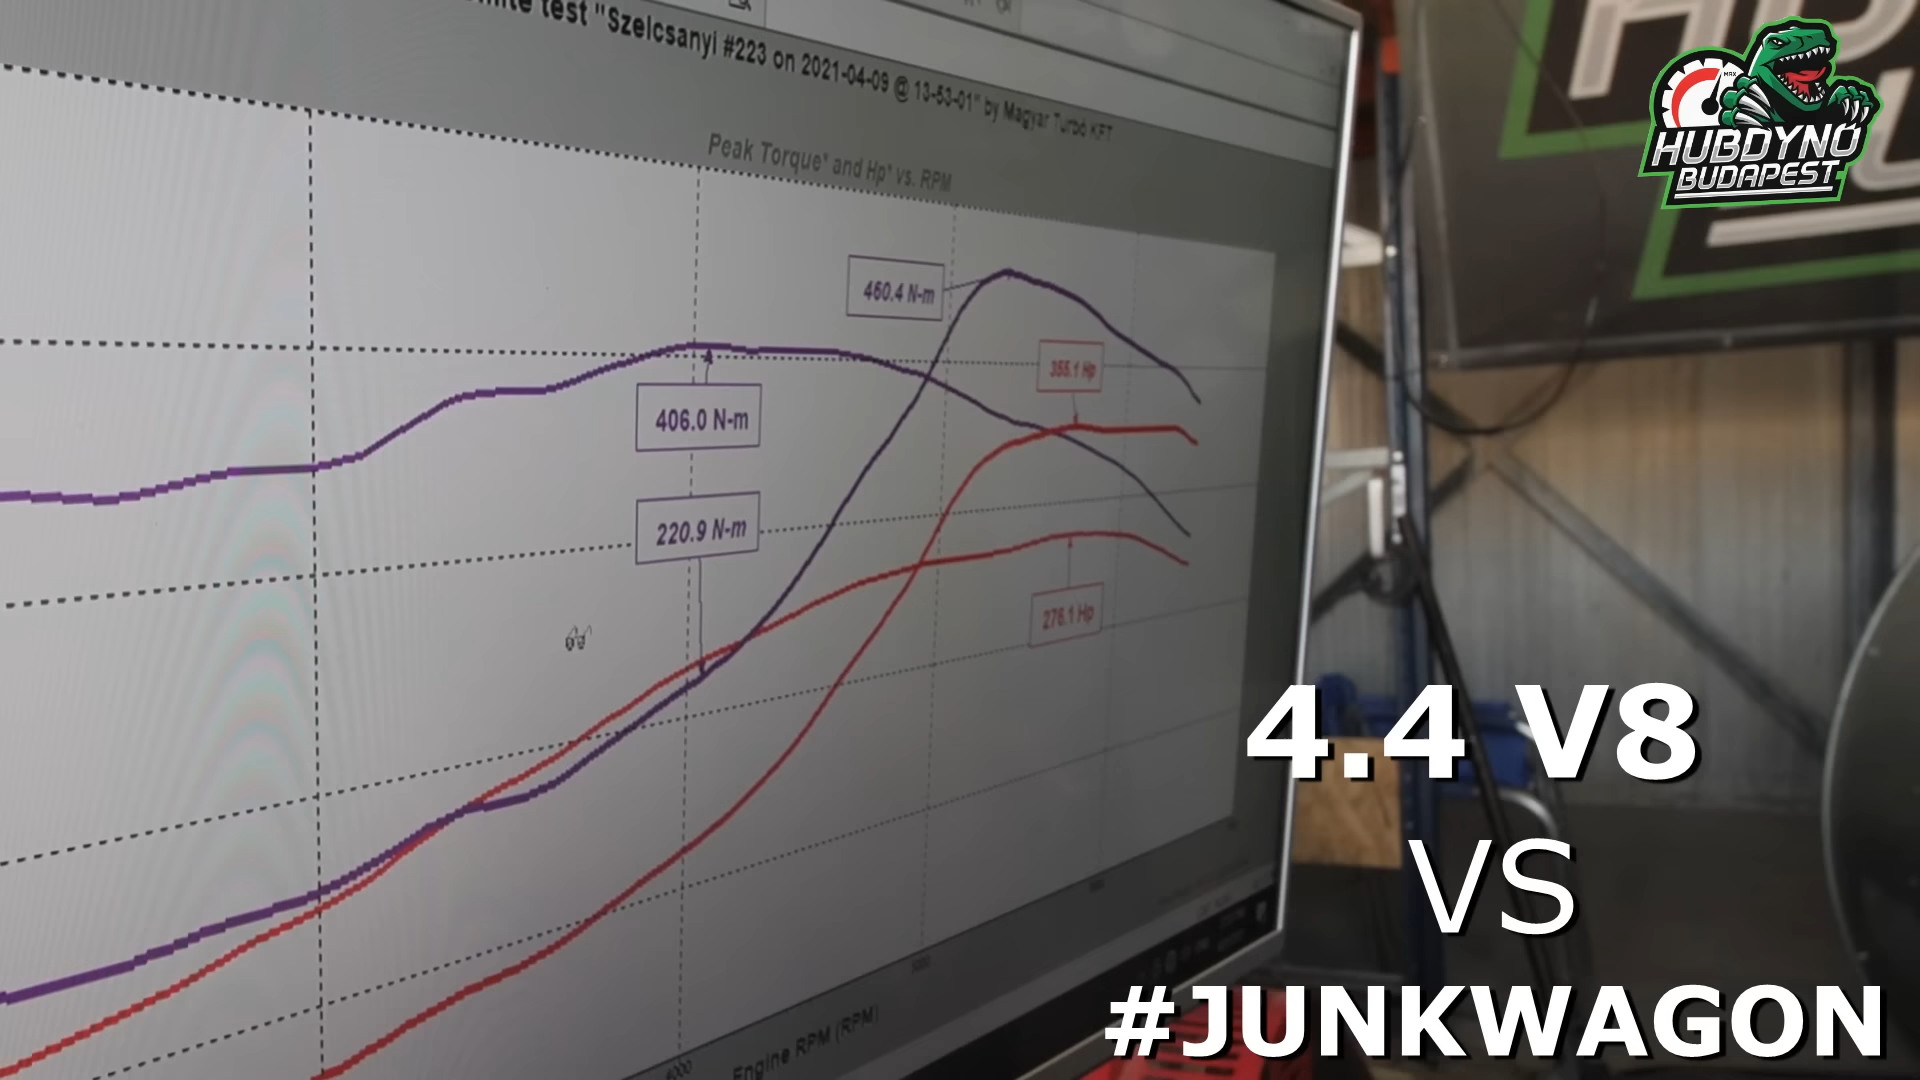 test "Szelcsanyi #223 on 2021-04-09 @ 13-53-01" by Magyar Turbó KFT
Peak Torque* and Hp* vs. RPM
460.4 N-m
355.1 Hp
406.0 N-m
220.9 N-m
276.1 Hp
4000
Engine RPM (RPM)
MAX
HUBDYNO
BUDAPEST
4.4 V8
VS
#JUNKWAGON